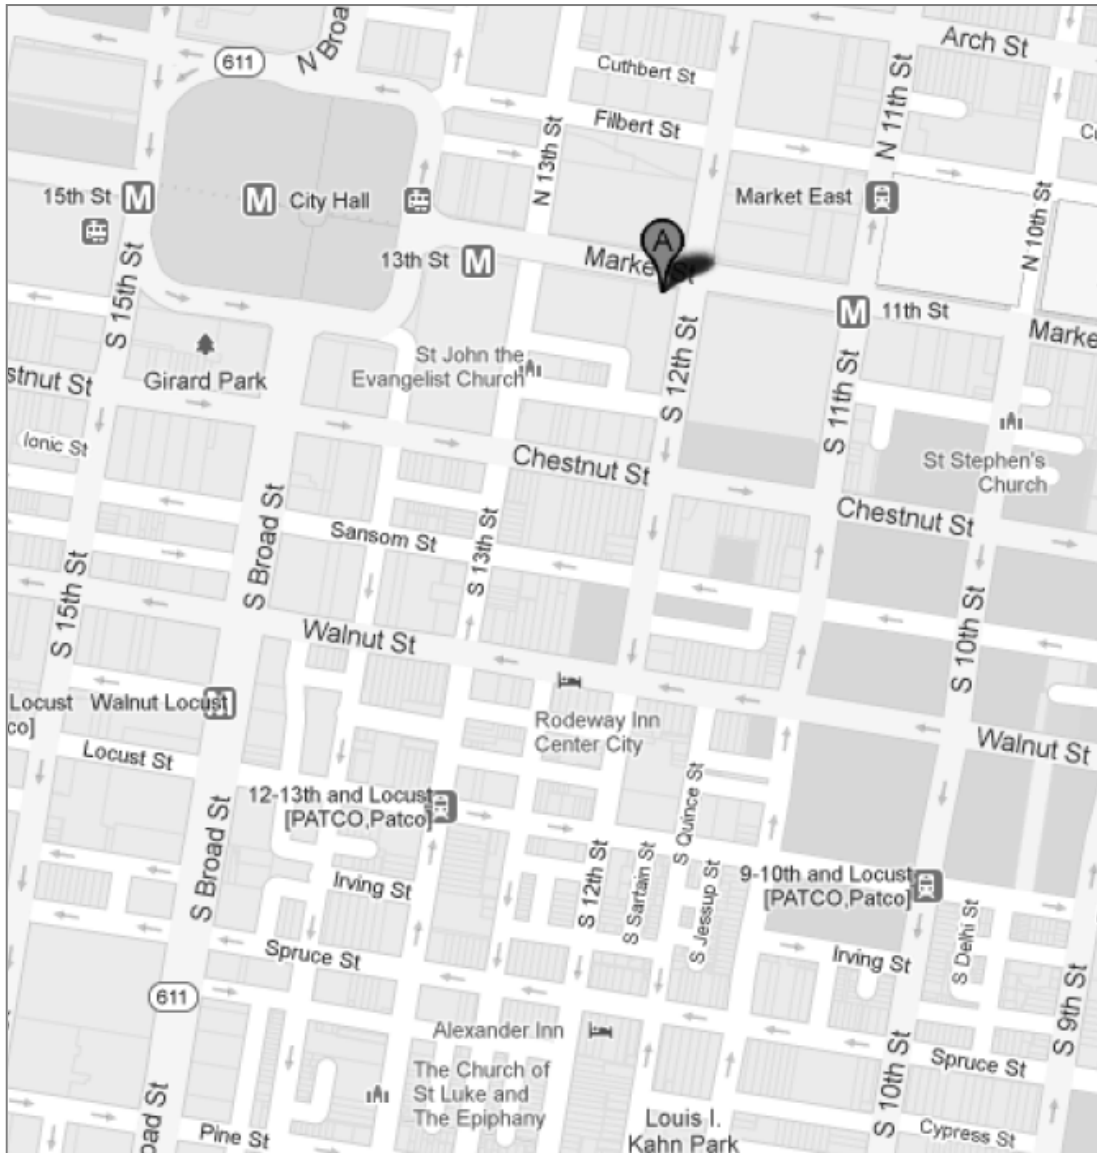 N Broa
611
Arch St
Cuthbert St
N 11th St
Filbert St
N 13th St
Cu
15th St
City Hall
Market East
N 10th St
A
13th St
Market St
11th St
Marke
S 15th St
S 12th St
St John the
Evangelist Church
Girard Park
stnut St
S 11th St
Ionic St
Chestnut St
St Stephen's
Church
Chestnut St
S Broad St
Sansom St
S 13th St
S 15th St
Walnut St
S 10th St
Locust
co]
Walnut Locust
Rodeway Inn
Center City
Walnut St
Locust St
12-13th and Locust
[PATCO,Patco]
S Quince St
S Broad St
Irving St
S 12th St
S Sartain St
S Jessup St
9-10th and Locust
[PATCO,Patco]
Spruce St
Irving St
S Delhi St
611
S 9th St
Alexander Inn
S 10th St
Spruce St
The Church of
St Luke and
The Epiphany
oad St
Pine St
Louis I.
Kahn Park
Cypress St